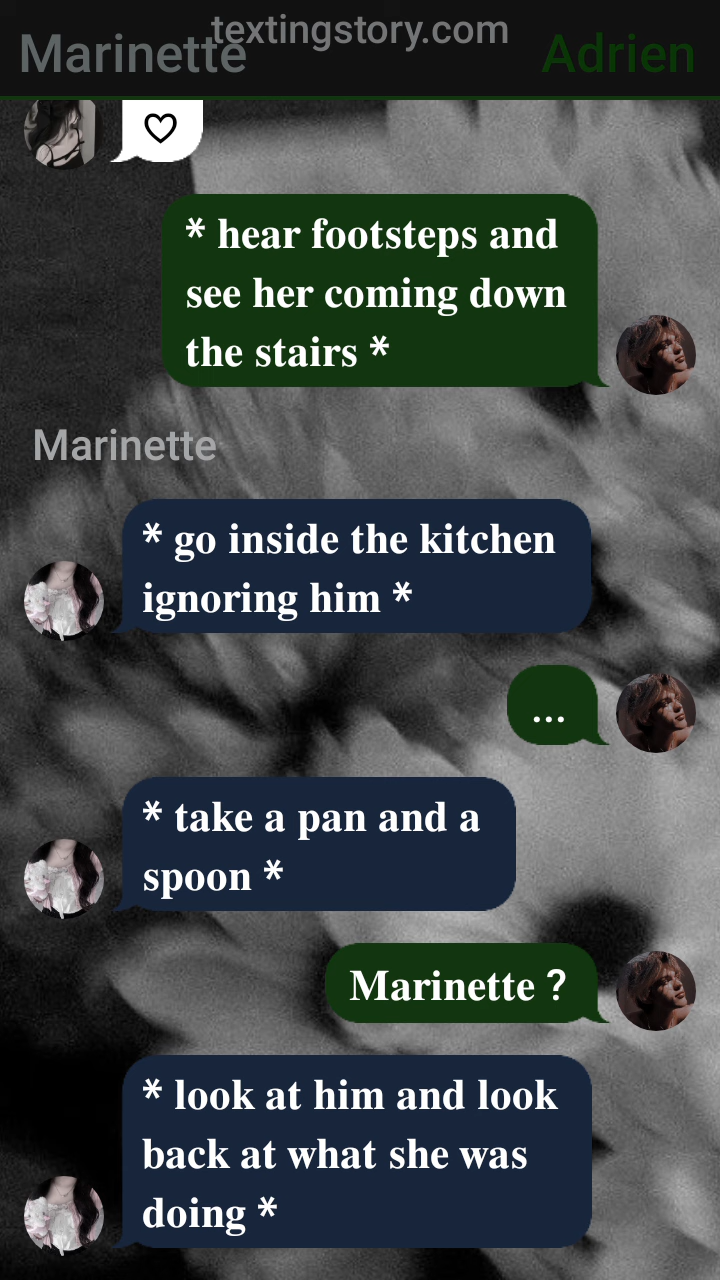 textingstory.com
Marinette Adrien
♡
* hear footsteps and
see her coming down
the stairs *
Marinette
* go inside the kitchen
ignoring him *
...
* take a pan and a
spoon *
Marinette ?
* look at him and look
back at what she was
doing *